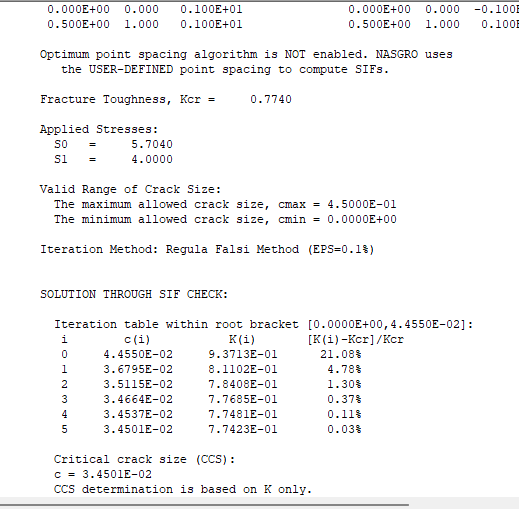 0.000E+00 0.000 0.100E+01 0.000E+00 0.000 -0.100
0.500E+00 1.000 0.100E+01 0.500E+00 1.000 0.100
Optimum point spacing algorithm is NOT enabled. NASGRO uses
the USER-DEFINED point spacing to compute SIFs.
Fracture Toughness, Kcr = 0.7740
Applied Stresses:
S0 = 5.7040
S1 = 4.0000
Valid Range of Crack Size:
The maximum allowed crack size, cmax = 4.5000E-01
The minimum allowed crack size, cmin = 0.0000E+00
Iteration Method: Regula Falsi Method (EPS=0.1%)
SOLUTION THROUGH SIF CHECK:
Iteration table within root bracket [0.0000E+00,4.4550E-02]:
i c(i) K(i) [K(i)-Kcr]/Kcr
0 4.4550E-02 9.3713E-01 21.08%
1 3.6795E-02 8.1102E-01 4.78%
2 3.5115E-02 7.8408E-01 1.30%
3 3.4664E-02 7.7685E-01 0.37%
4 3.4537E-02 7.7481E-01 0.11%
5 3.4501E-02 7.7423E-01 0.03%
Critical crack size (CCS):
c = 3.4501E-02
CCS determination is based on K only.